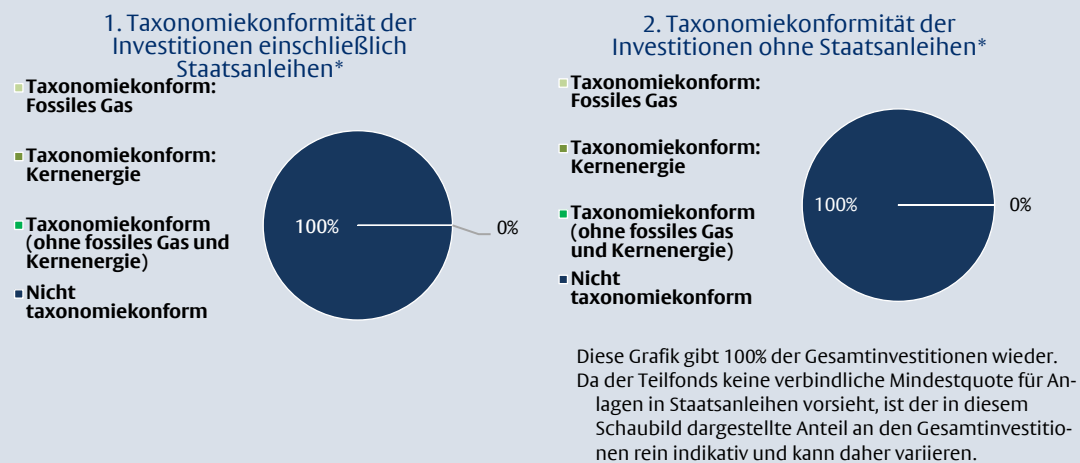 1. Taxonomiekonformität der
Investitionen einschließlich
Staatsanleihen*
Taxonomiekonform:
Fossiles Gas
Taxonomiekonform:
Kernenergie
Taxonomiekonform
(ohne fossiles Gas und
Kernenergie)
Nicht
taxonomiekonform
100%
0%
2. Taxonomiekonformität der
Investitionen ohne Staatsanleihen*
Taxonomiekonform:
Fossiles Gas
Taxonomiekonform:
Kernenergie
Taxonomiekonform
(ohne fossiles Gas
und Kernenergie)
Nicht
taxonomiekonform
100%
0%
Diese Grafik gibt 100% der Gesamtinvestitionen wieder.
Da der Teilfonds keine verbindliche Mindestquote für An-
lagen in Staatsanleihen vorsieht, ist der in diesem
Schaubild dargestellte Anteil an den Gesamtinvestitio-
nen rein indikativ und kann daher variieren.